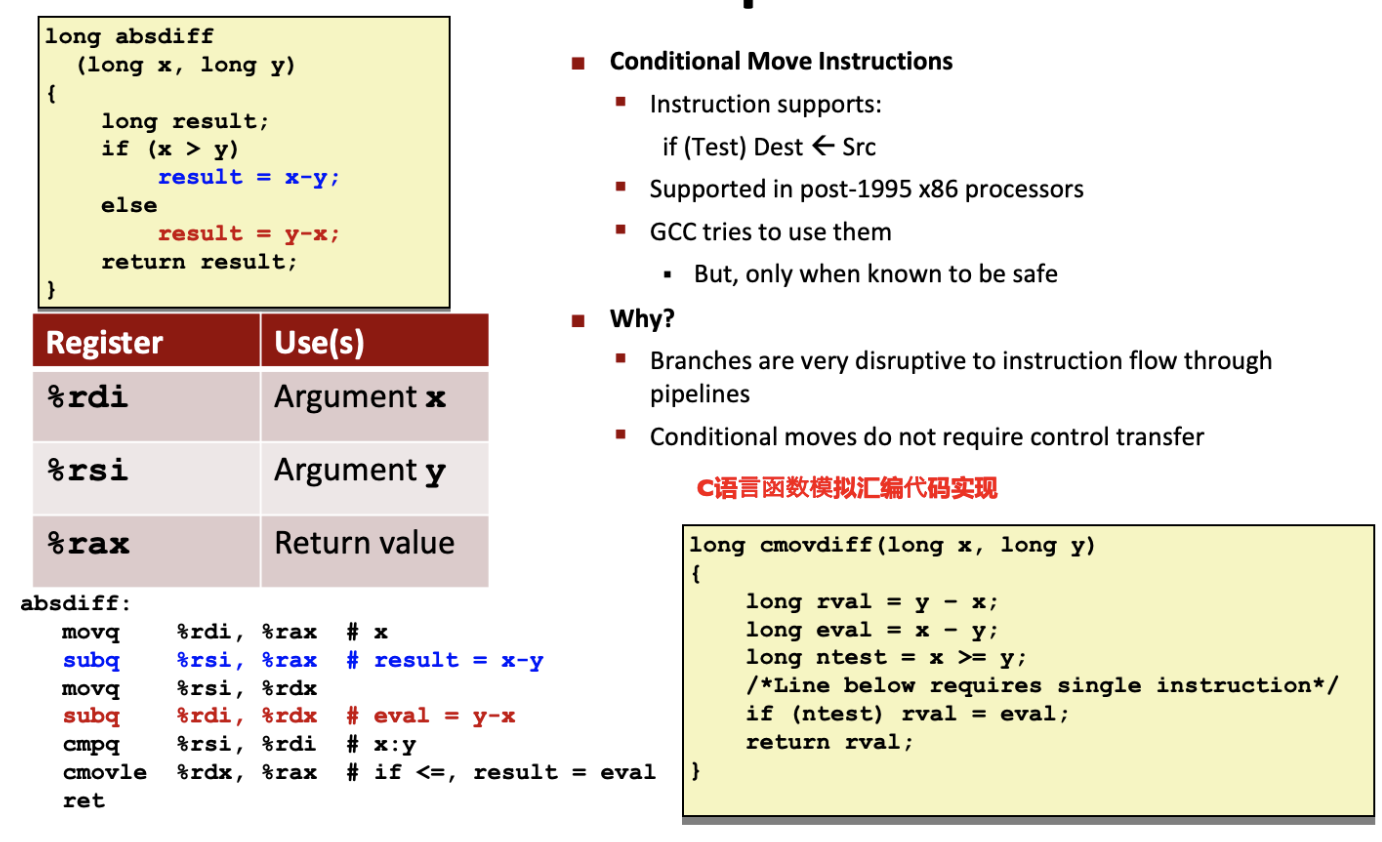 long absdiff
(long x, long y)
{
long result;
if (x > y)
result = x-y;
else
result = y-x;
return result;
}
Register Use(s)
%rdi Argument x
%rsi Argument y
%rax Return value
absdiff:
movq %rdi, %rax # x
subq %rsi, %rax # result = x-y
movq %rsi, %rdx
subq %rdi, %rdx # eval = y-x
cmpq %rsi, %rdi # x:y
cmovle %rdx, %rax # if <=, result = eval
ret
■ Conditional Move Instructions
▪ Instruction supports:
if (Test) Dest ← Src
▪ Supported in post-1995 x86 processors
▪ GCC tries to use them
▪ But, only when known to be safe
■ Why?
▪ Branches are very disruptive to instruction flow through
pipelines
▪ Conditional moves do not require control transfer
C语言函数模拟汇编代码实现
long cmovdiff(long x, long y)
{
long rval = y – x;
long eval = x – y;
long ntest = x >= y;
/*Line below requires single instruction*/
if (ntest) rval = eval;
return rval;
}